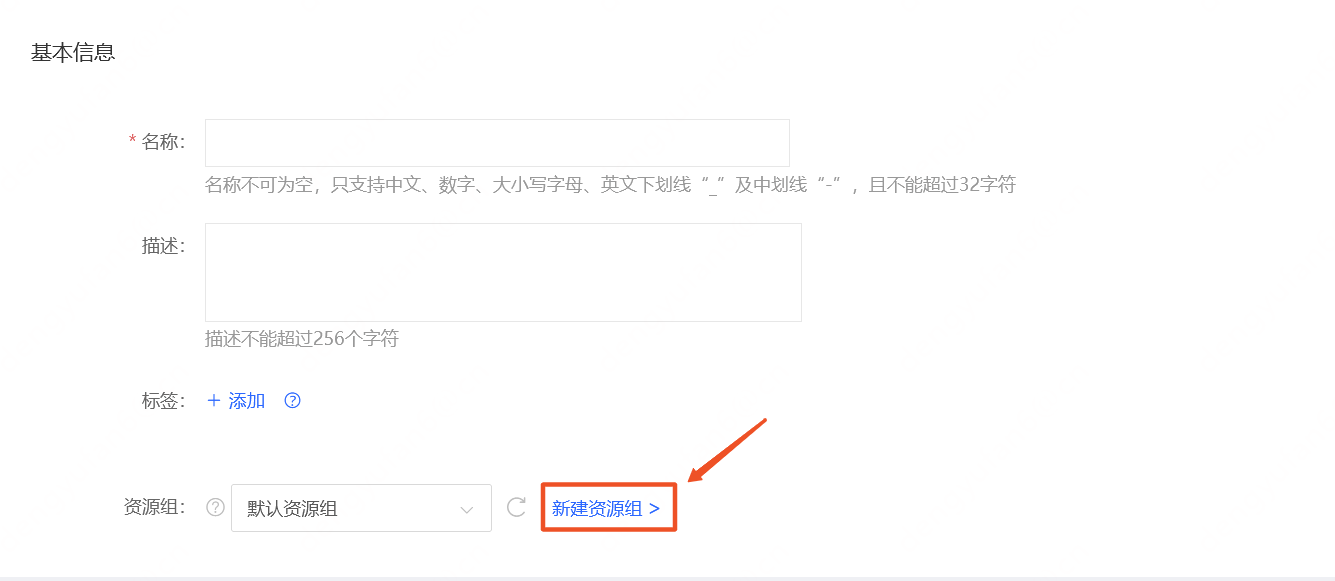 基本信息
* 名称：
名称不可为空，只支持中文、数字、大小写字母、英文下划线“_”及中划线“-”，且不能超过32字符
描述：
描述不能超过256个字符
标签： + 添加 ?
资源组： ? 默认资源组 新建资源组 >